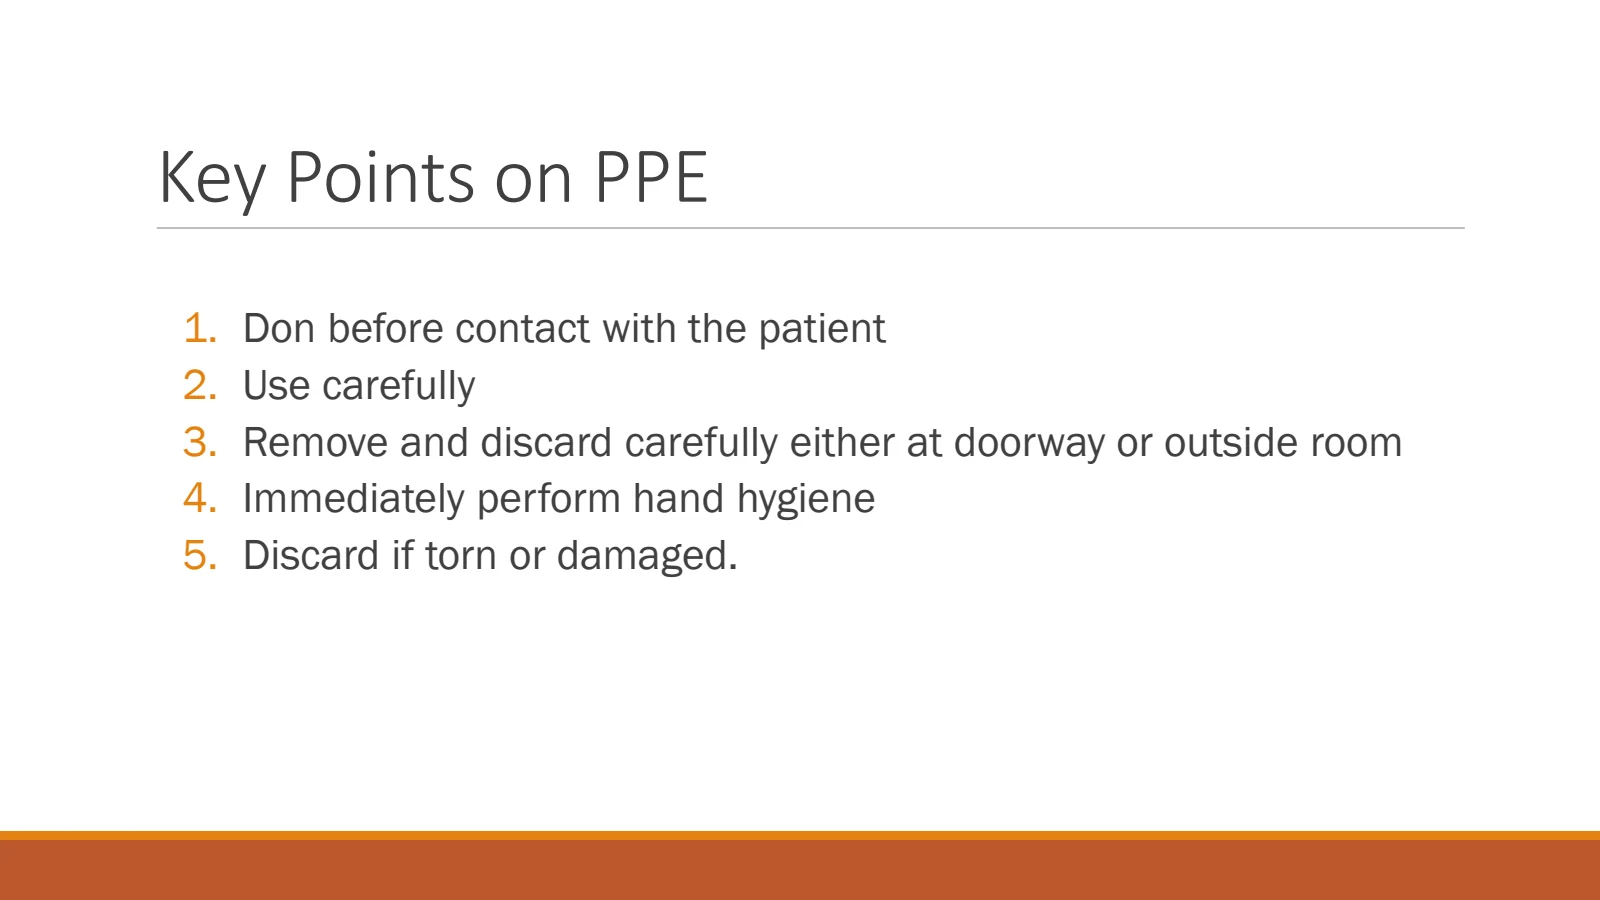 Key Points on PPE
1. Don before contact with the patient
2. Use carefully
3. Remove and discard carefully either at doorway or outside room
4. Immediately perform hand hygiene
5. Discard if torn or damaged.